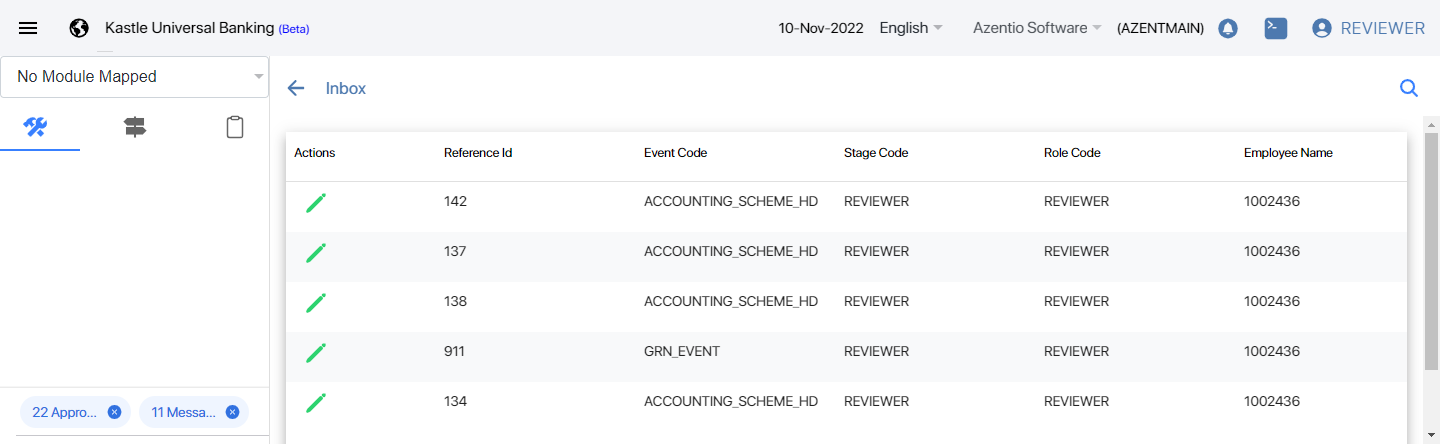 Kastle Universal Banking (Beta) 10-Nov-2022 English Azentio Software (AZENTMAIN) REVIEWER
No Module Mapped
Inbox
Actions Reference Id Event Code Stage Code Role Code Employee Name
142 ACCOUNTING_SCHEME_HD REVIEWER REVIEWER 1002436
137 ACCOUNTING_SCHEME_HD REVIEWER REVIEWER 1002436
138 ACCOUNTING_SCHEME_HD REVIEWER REVIEWER 1002436
911 GRN_EVENT REVIEWER REVIEWER 1002436
134 ACCOUNTING_SCHEME_HD REVIEWER REVIEWER 1002436
22 Appro... 11 Messa...